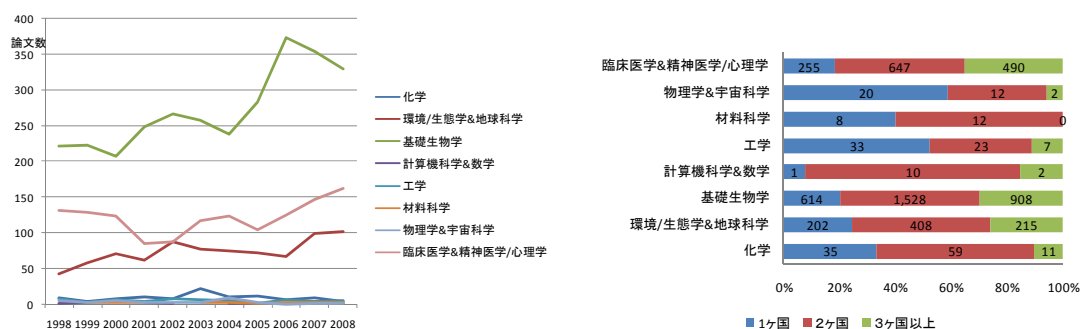 400
論文数
350
300
250
200
150
100
50
0
1998 1999 2000 2001 2002 2003 2004 2005 2006 2007 2008
化学
環境/生態学&地球科学
基礎生物学
計算機科学&数学
工学
材料科学
物理学&宇宙科学
臨床医学&精神医学/心理学
臨床医学&精神医学/心理学 255 647 490
物理学&宇宙科学 20 12 2
材料科学 8 12 0
工学 33 23 7
計算機科学&数学 1 10 2
基礎生物学 614 1,528 908
環境/生態学&地球科学 202 408 215
化学 35 59 11
0% 20% 40% 60% 80% 100%
1ヶ国 2ヶ国 3ヶ国以上